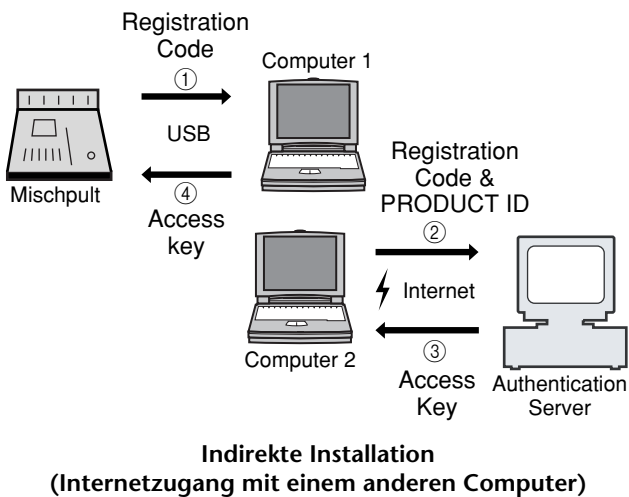 Registration
Code
①
USB
④
Access
key
Mischpult
Computer 1
Registration
Code &
PRODUCT ID
②
Internet
③
Access
Key
Computer 2
Authentication
Server
Indirekte Installation
(Internetzugang mit einem anderen Computer)